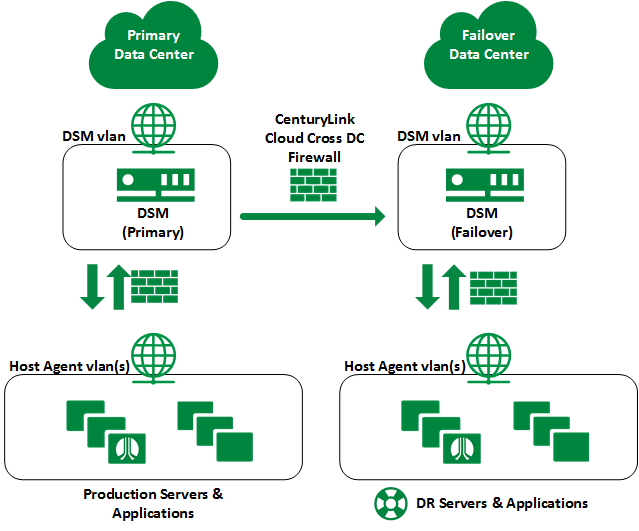 Primary
Data Center
Failover
Data Center
CenturyLink
Cloud Cross DC
Firewall
DSM vlan
DSM vlan
DSM
(Primary)
DSM
(Failover)
Host Agent vlan(s)
Host Agent vlan(s)
Production Servers &
Applications
DR Servers & Applications